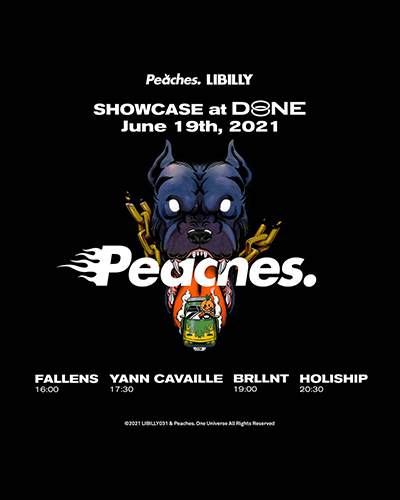 Peaches. LIBILLY
SHOWCASE at DONE
June 19th, 2021
Peaches.
FALLENS YANN CAVAILLE BRLLNT HOLISHIP
16:00 17:30 19:00 20:30
©2021 LIBILLY031 & Peaches. One Universe All Rights Reserved